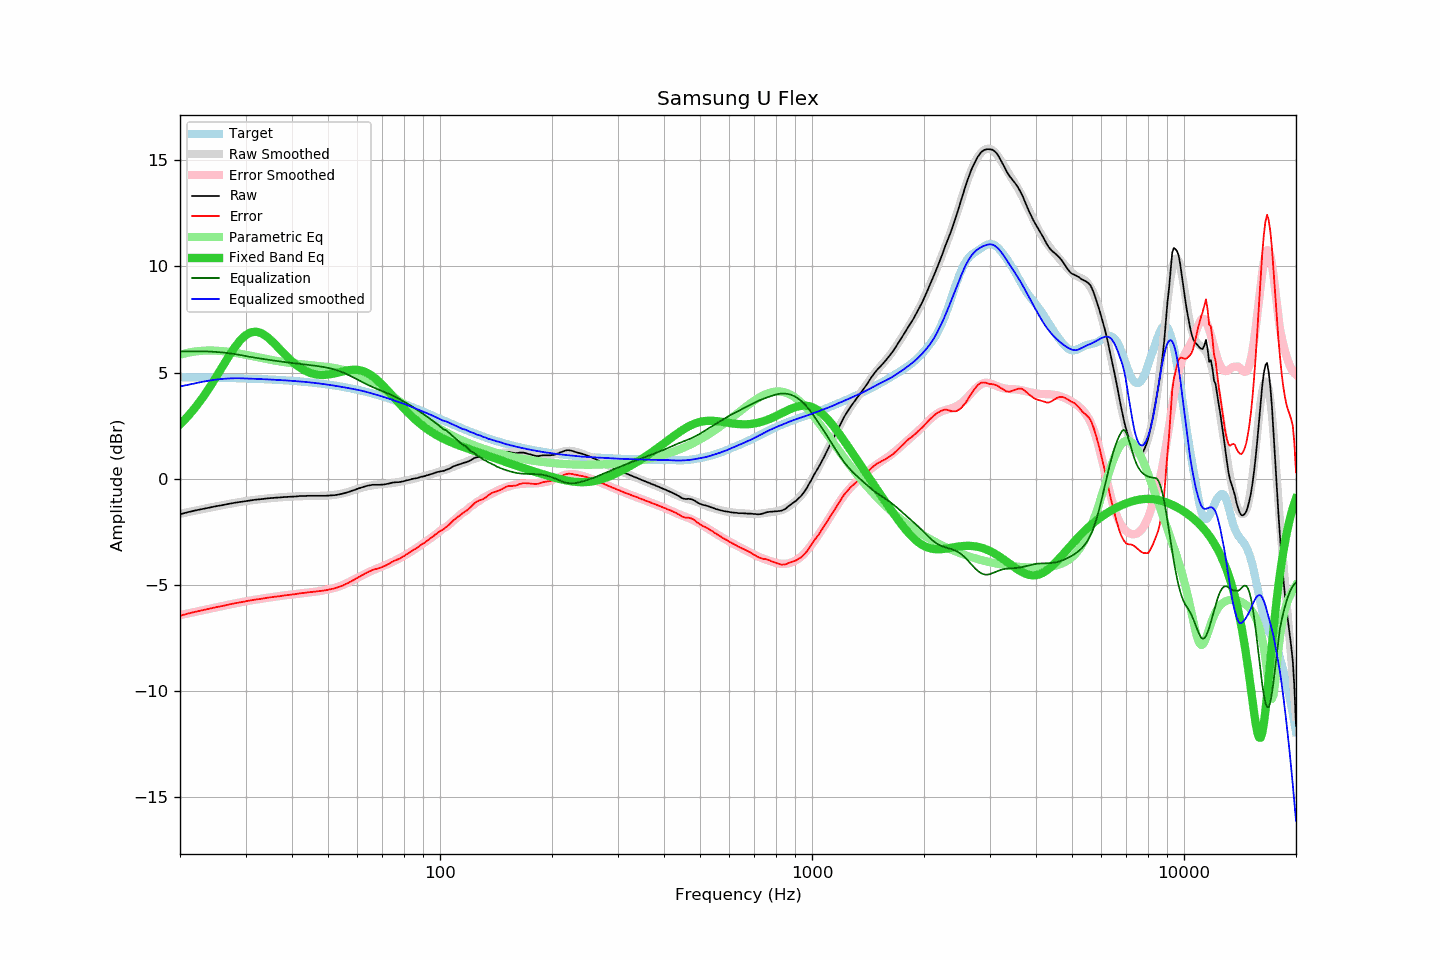 Samsung U Flex
Target
Raw Smoothed
Error Smoothed
Raw
Error
Parametric Eq
Fixed Band Eq
Equalization
Equalized smoothed
15
10
5
0
−5
−10
−15
Amplitude (dBr)
100
1000
10000
Frequency (Hz)